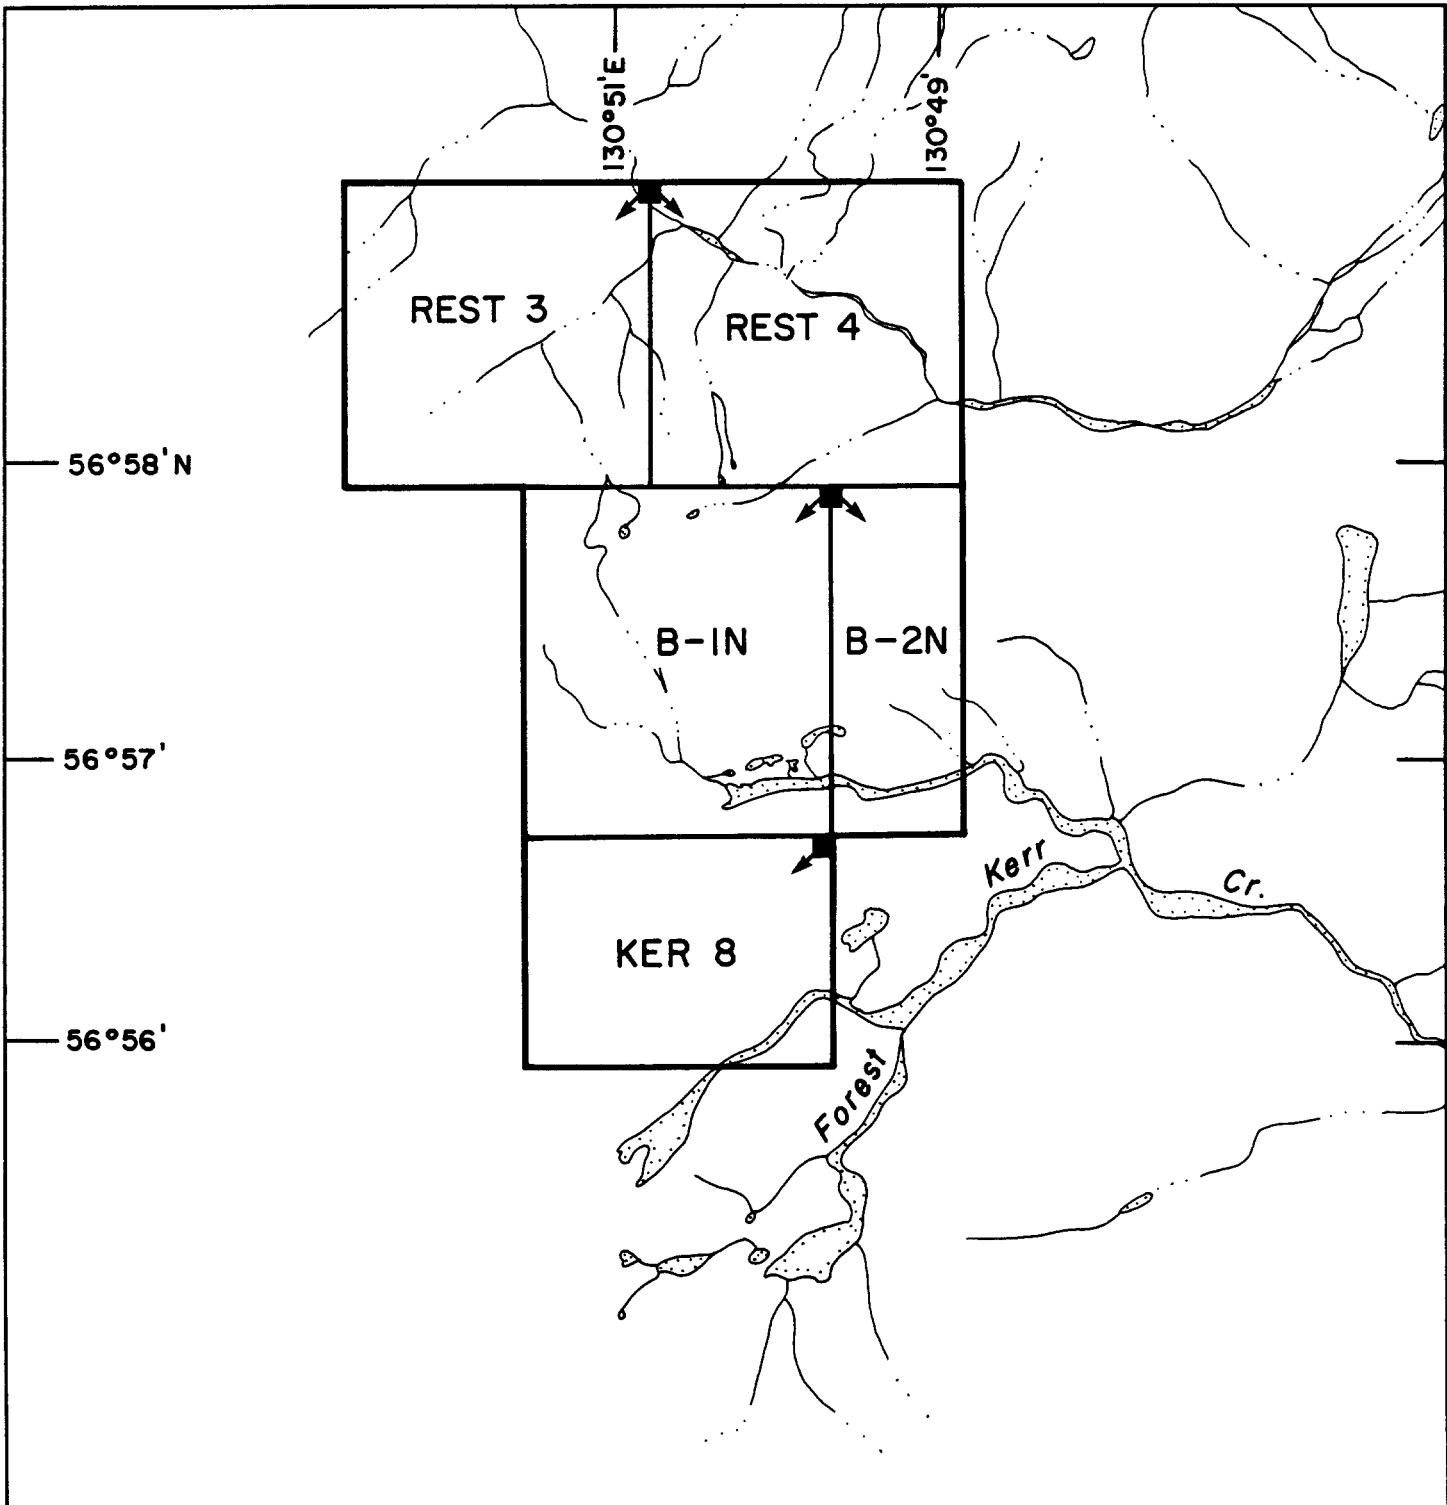 130°51'E
130°49'
REST 3
REST 4
56°58'N
B-1N
B-2N
56°57'
Kerr
Cr.
KER 8
56°56'
Forest